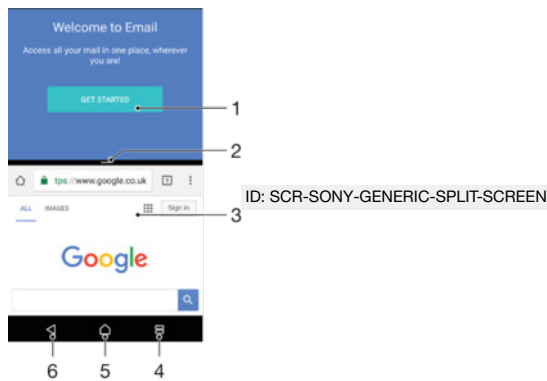 Welcome to Email
Access all your mail in one place, wherever
you are!
GET STARTED
1
2
tps://www.google.co.uk
1
ALL IMAGES
Sign in
3
ID: SCR-SONY-GENERIC-SPLIT-SCREEN
Google
6 5 4